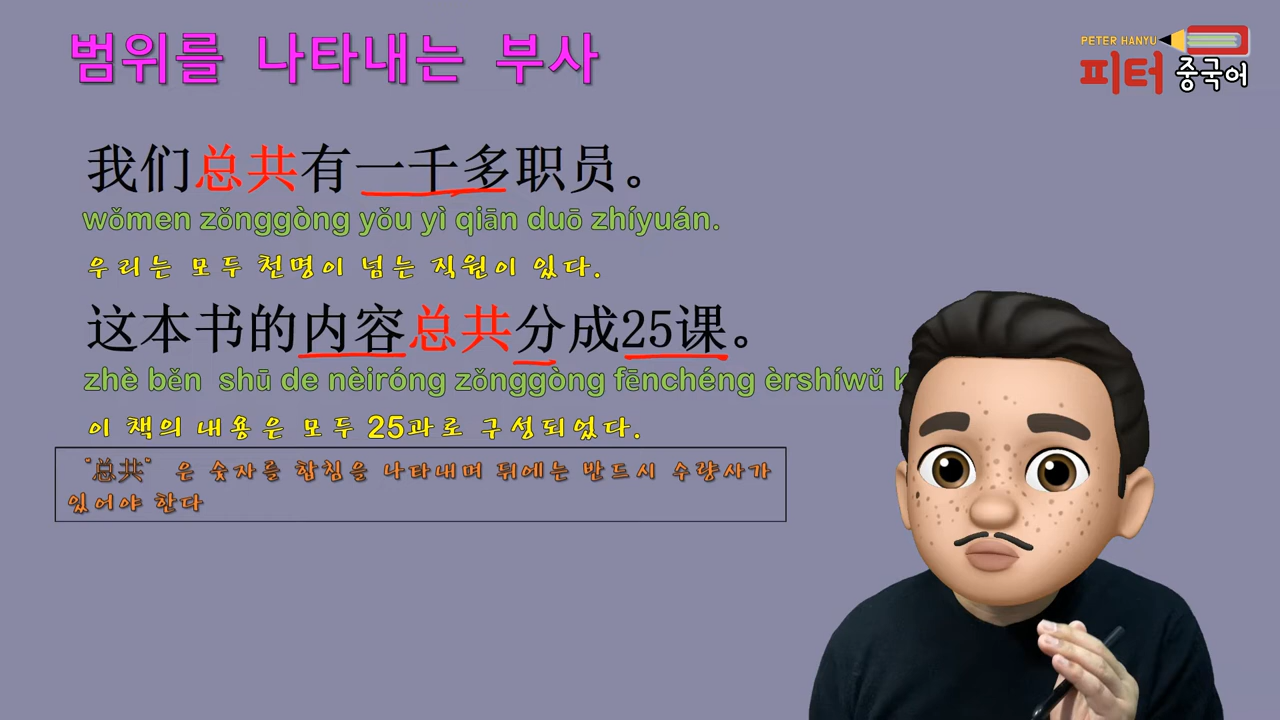 범위를 나타내는 부사
PETER HANYU
피터 중국어
我们总共有一千多职员。
wǒmen zǒnggòng yǒu yì qiān duō zhíyuán.
우리는 모두 천명이 넘는 직원이 있다.
这本书的内容总共分成25课。
zhè běn shū de nèiróng zǒnggòng fēnchéng èrshíwǔ k
이 책의 내용은 모두 25과로 구성되었다.
"总共" 은 숫자를 합침을 나타내며 뒤에는 반드시 수량사가
있어야 한다